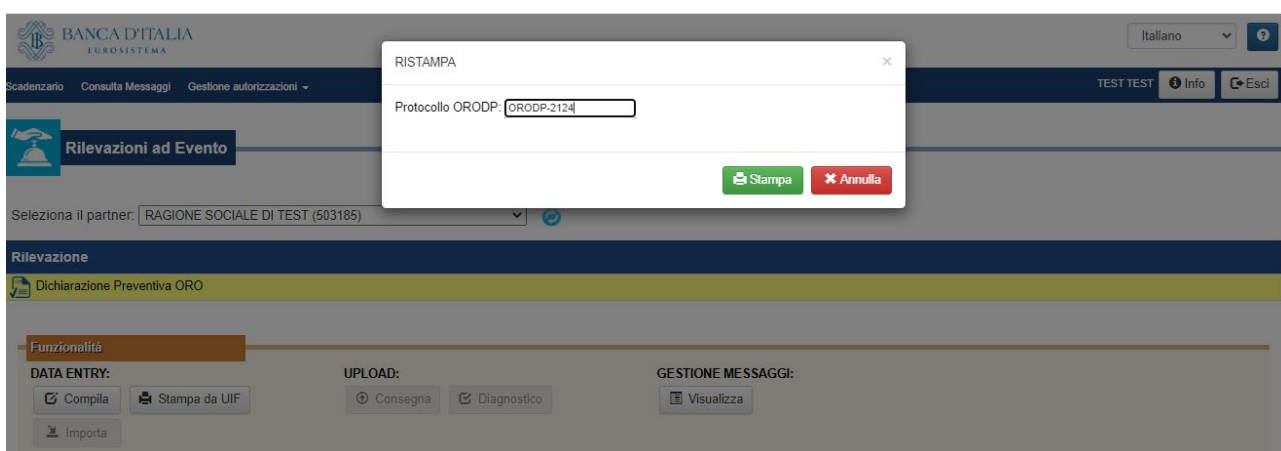 BANCA D'ITALIA
EUROSISTEMA
Italiano
RISTAMPA
Scadenzario Consulta Messaggi Gestione autorizzazioni
TEST TEST Info Esci
Protocollo ORODP: ORODP-2124
Rilevazioni ad Evento
Stampa Annulla
Seleziona il partner: RAGIONE SOCIALE DI TEST (503185)
Rilevazione
Dichiarazione Preventiva ORO
Funzionalità
DATA ENTRY: UPLOAD: GESTIONE MESSAGGI:
Compila Stampa da UIF Consegna Diagnostico Visualizza
Importa